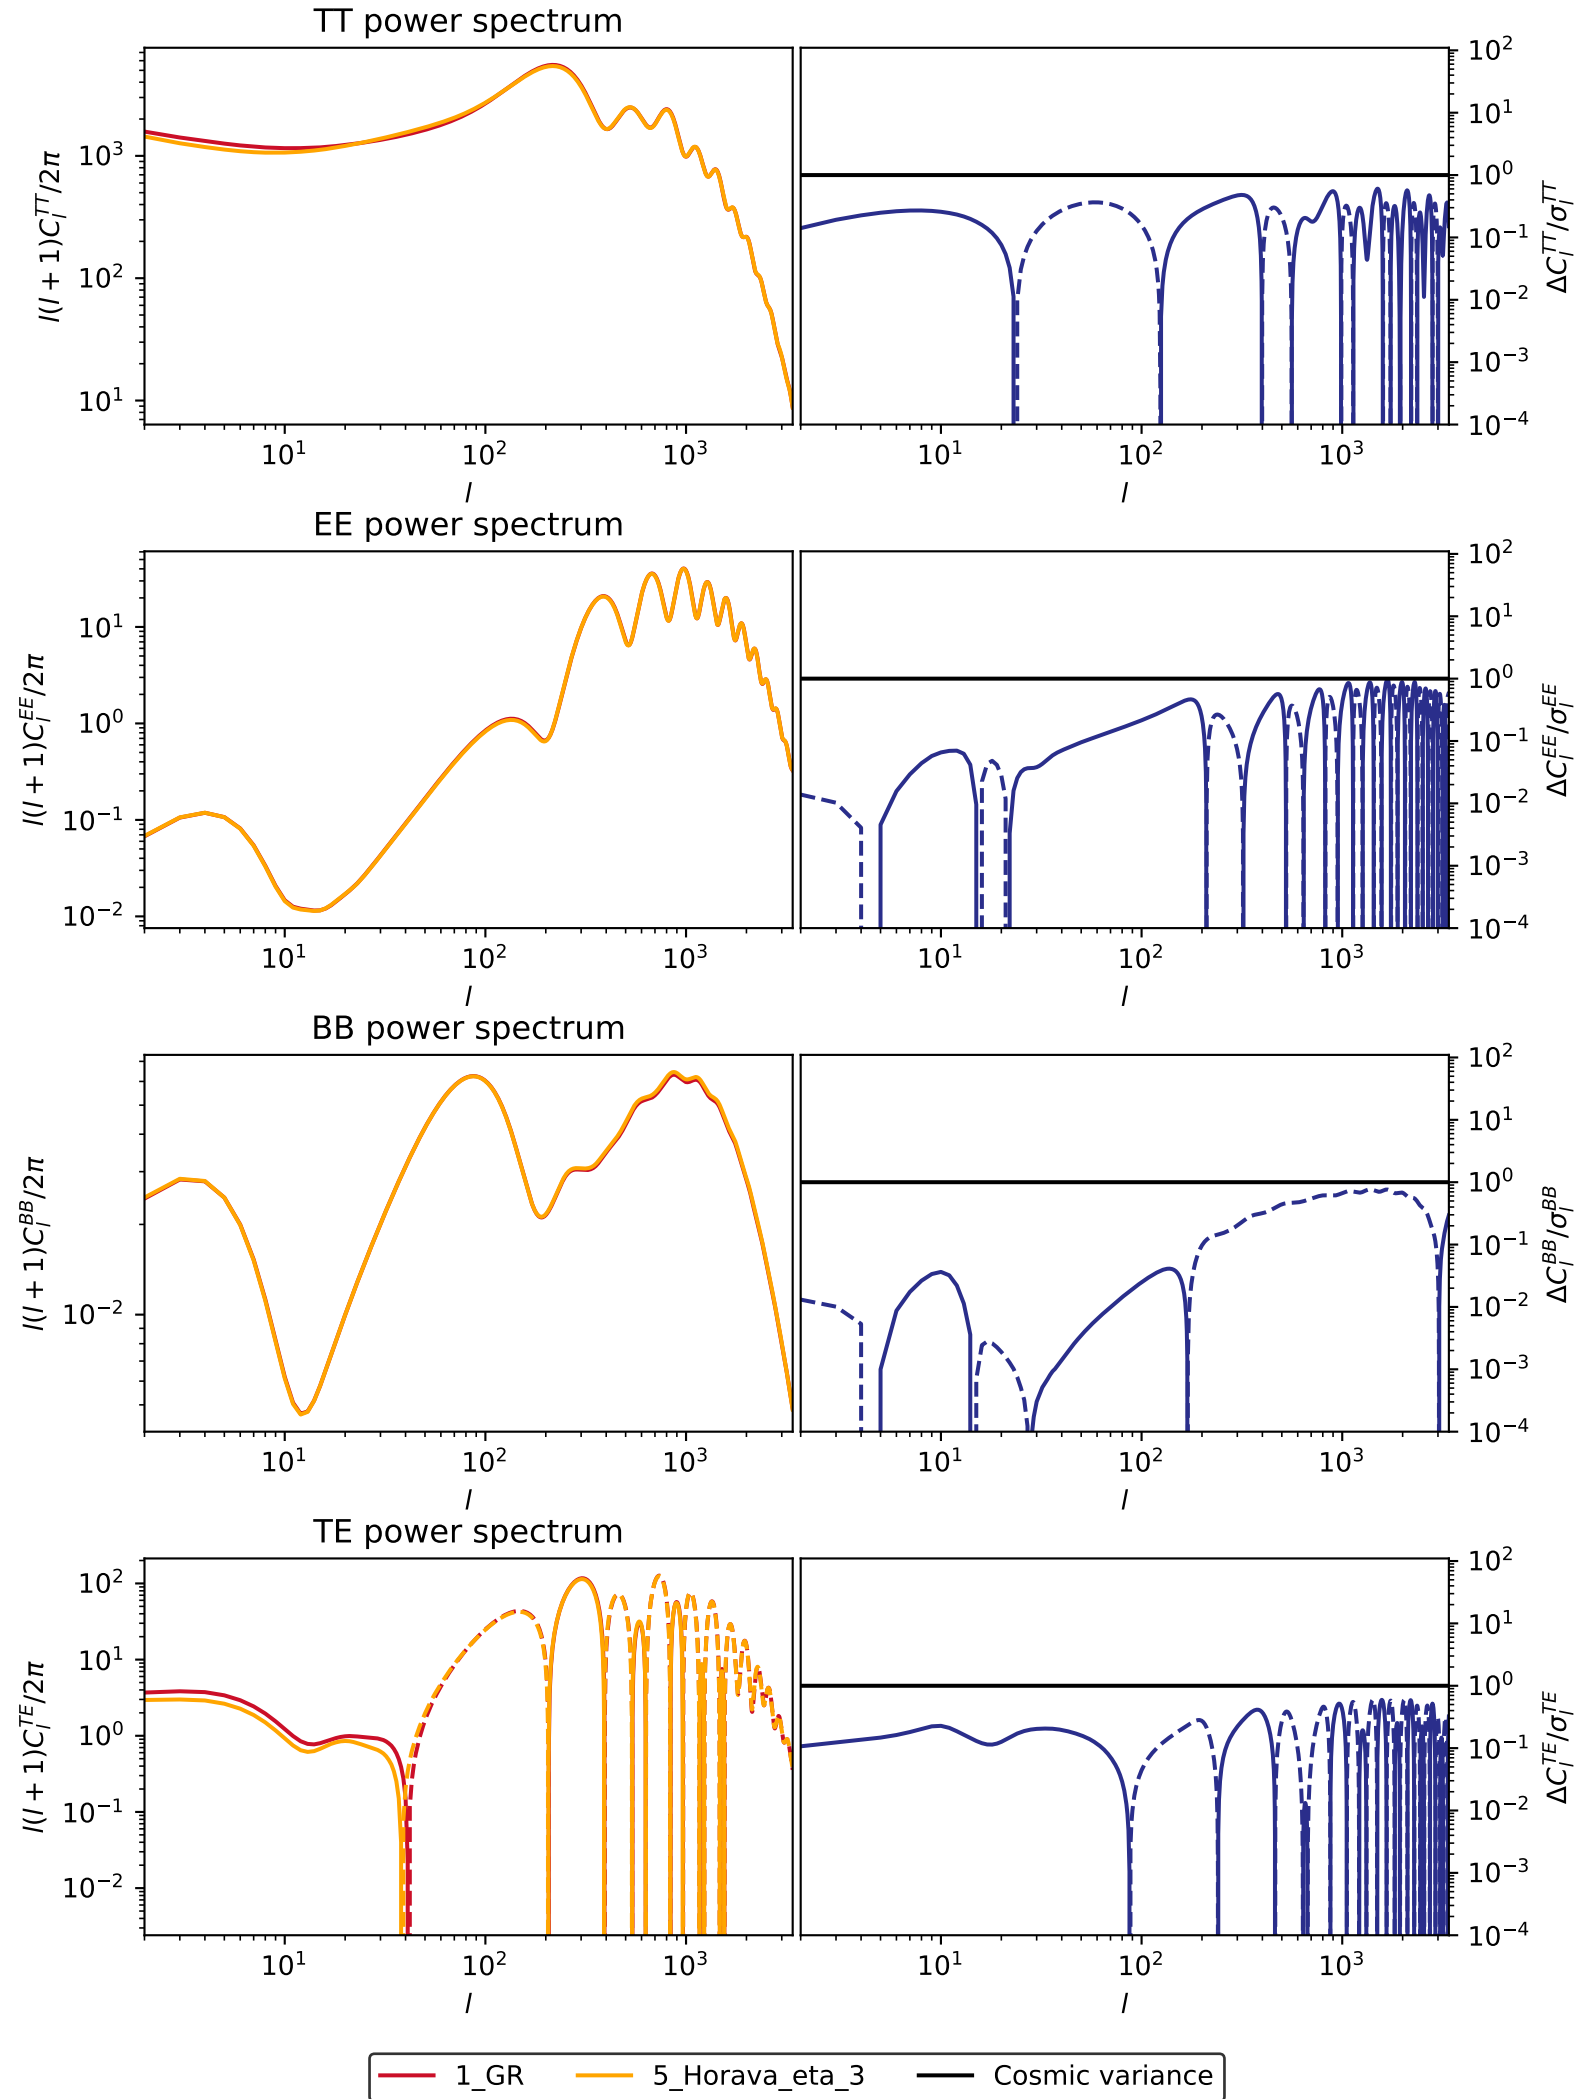 TT power spectrum
l(l + 1)C_l^{TT}/2π
10^3
10^2
10^1
10^1 10^2 10^3
l
10^1 10^2 10^3
l
10^2
10^1
10^0
10^{-1}
10^{-2}
10^{-3}
10^{-4}
ΔC_l^{TT}/σ_l^{TT}
EE power spectrum
l(l + 1)C_l^{EE}/2π
10^1
10^0
10^{-1}
10^{-2}
10^1 10^2 10^3
l
10^1 10^2 10^3
l
10^2
10^1
10^0
10^{-1}
10^{-2}
10^{-3}
10^{-4}
ΔC_l^{EE}/σ_l^{EE}
BB power spectrum
l(l + 1)C_l^{BB}/2π
10^{-2}
10^1 10^2 10^3
l
10^1 10^2 10^3
l
10^2
10^1
10^0
10^{-1}
10^{-2}
10^{-3}
10^{-4}
ΔC_l^{BB}/σ_l^{BB}
TE power spectrum
l(l + 1)C_l^{TE}/2π
10^2
10^1
10^0
10^{-1}
10^{-2}
10^1 10^2 10^3
l
10^1 10^2 10^3
l
10^2
10^1
10^0
10^{-1}
10^{-2}
10^{-3}
10^{-4}
ΔC_l^{TE}/σ_l^{TE}
1_GR 5_Horava_eta_3 Cosmic variance